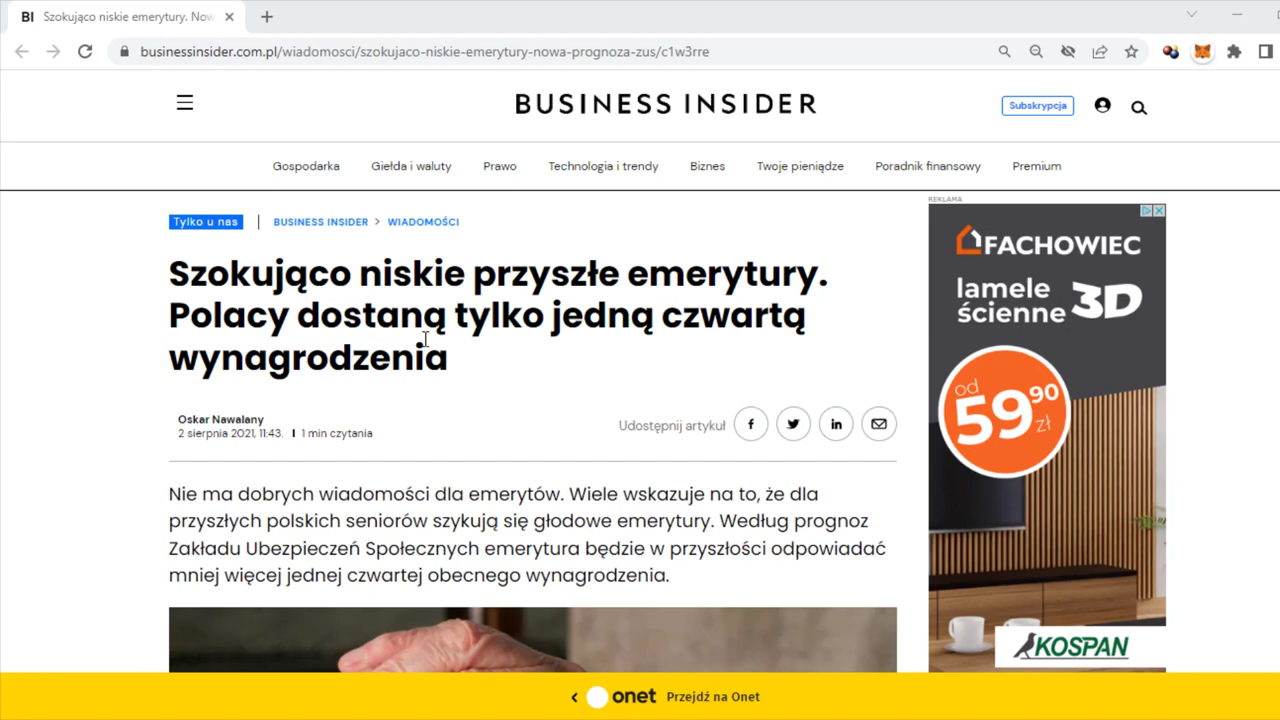 BI Szokująco niskie emerytury. Now
businessinsider.com.pl/wiadomosci/szokujaco-niskie-emerytury-nowa-prognoza-zus/c1w3rre
BUSINESS INSIDER
Subskrypcja
Gospodarka Giełda i waluty Prawo Technologia i trendy Biznes Twoje pieniądze Poradnik finansowy Premium
Tylko u nas BUSINESS INSIDER > WIADOMOŚCI
Szokująco niskie przyszłe emerytury.
Polacy dostaną tylko jedną czwartą
wynagrodzenia
Oskar Nawalany
2 sierpnia 2021, 11:43. 1 min czytania
Udostępnij artykuł
Nie ma dobrych wiadomości dla emerytów. Wiele wskazuje na to, że dla
przyszłych polskich seniorów szykują się głodowe emerytury. Według prognoz
Zakładu Ubezpieczeń Społecznych emerytura będzie w przyszłości odpowiadać
mniej więcej jednej czwartej obecnego wynagrodzenia.
REKLAMA
FACHOWIEC
lamele
ścienne 3D
od
59 90
zł
KOSPAN
onet Przejdź na Onet